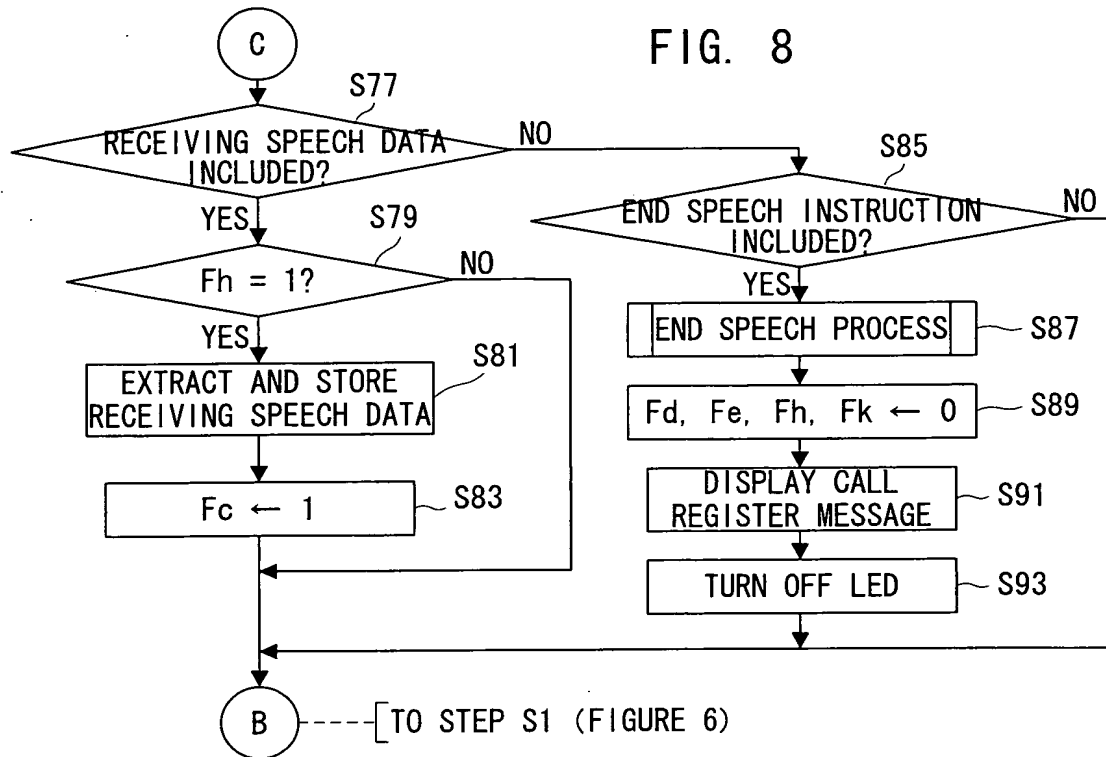 FIG. 8
C
S77
RECEIVING SPEECH DATA
INCLUDED?
NO
YES
S79
Fh = 1?
NO
YES
S81
EXTRACT AND STORE
RECEIVING SPEECH DATA
S83
Fc ← 1
S85
END SPEECH INSTRUCTION
INCLUDED?
NO
YES
END SPEECH PROCESS
S87
Fd, Fe, Fh, Fk ← 0
S89
DISPLAY CALL
REGISTER MESSAGE
S91
TURN OFF LED
S93
B
TO STEP S1 (FIGURE 6)